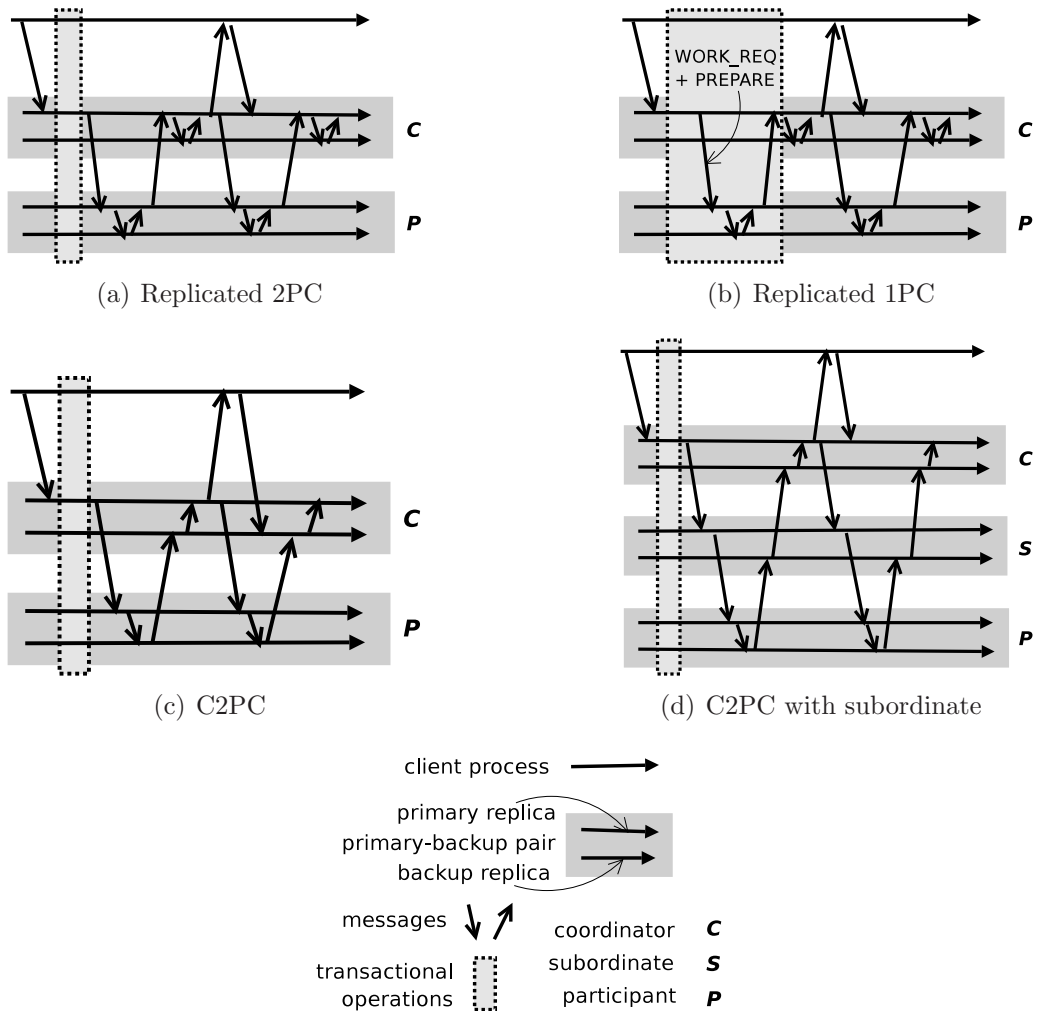 WORK_REQ
+ PREPARE
C
C
P
P
(a) Replicated 2PC
(b) Replicated 1PC
C
C
S
P
P
(c) C2PC
(d) C2PC with subordinate
client process
primary replica
primary-backup pair
backup replica
messages
coordinator C
transactional
operations
subordinate S
participant P